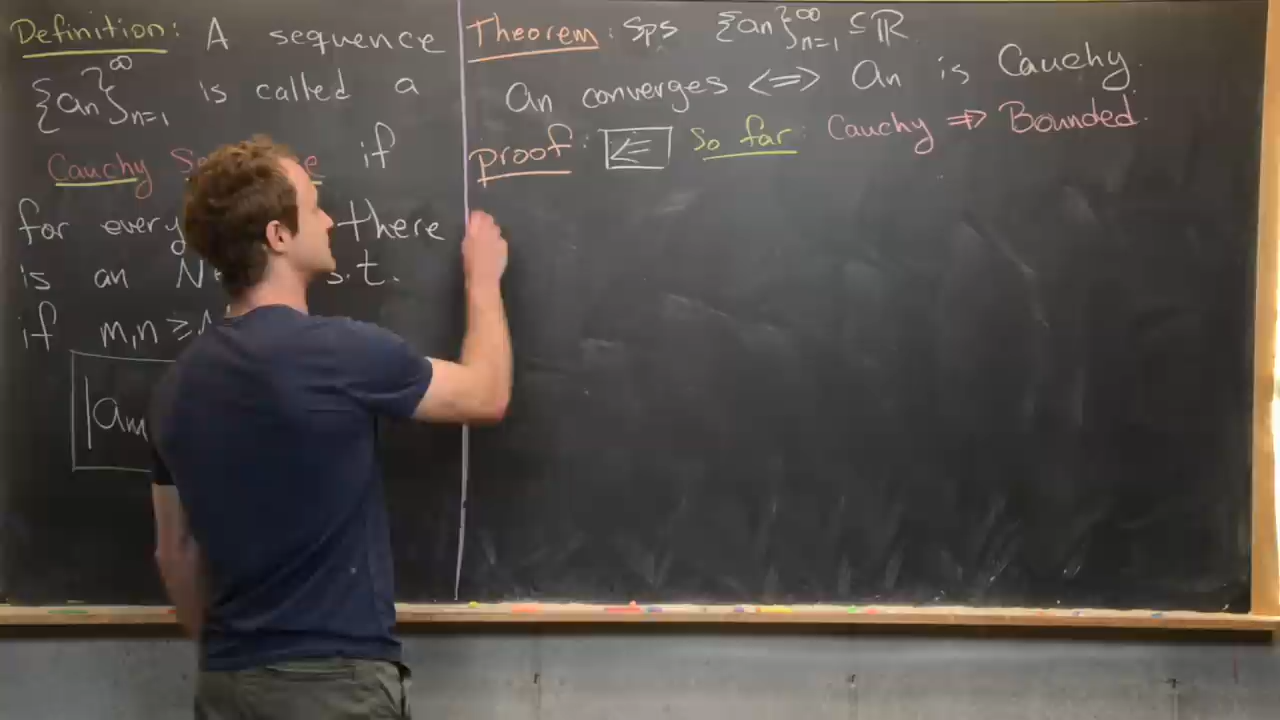 Definition: A sequence
{an}∞n=1 is called a
Cauchy if
for every there
is an s.t.
if m,n ≥
|am
Theorem: Sps {an}∞n=1 ⊆ ℝ
an converges <=> an is Cauchy.
proof: <= So far: Cauchy => Bounded.